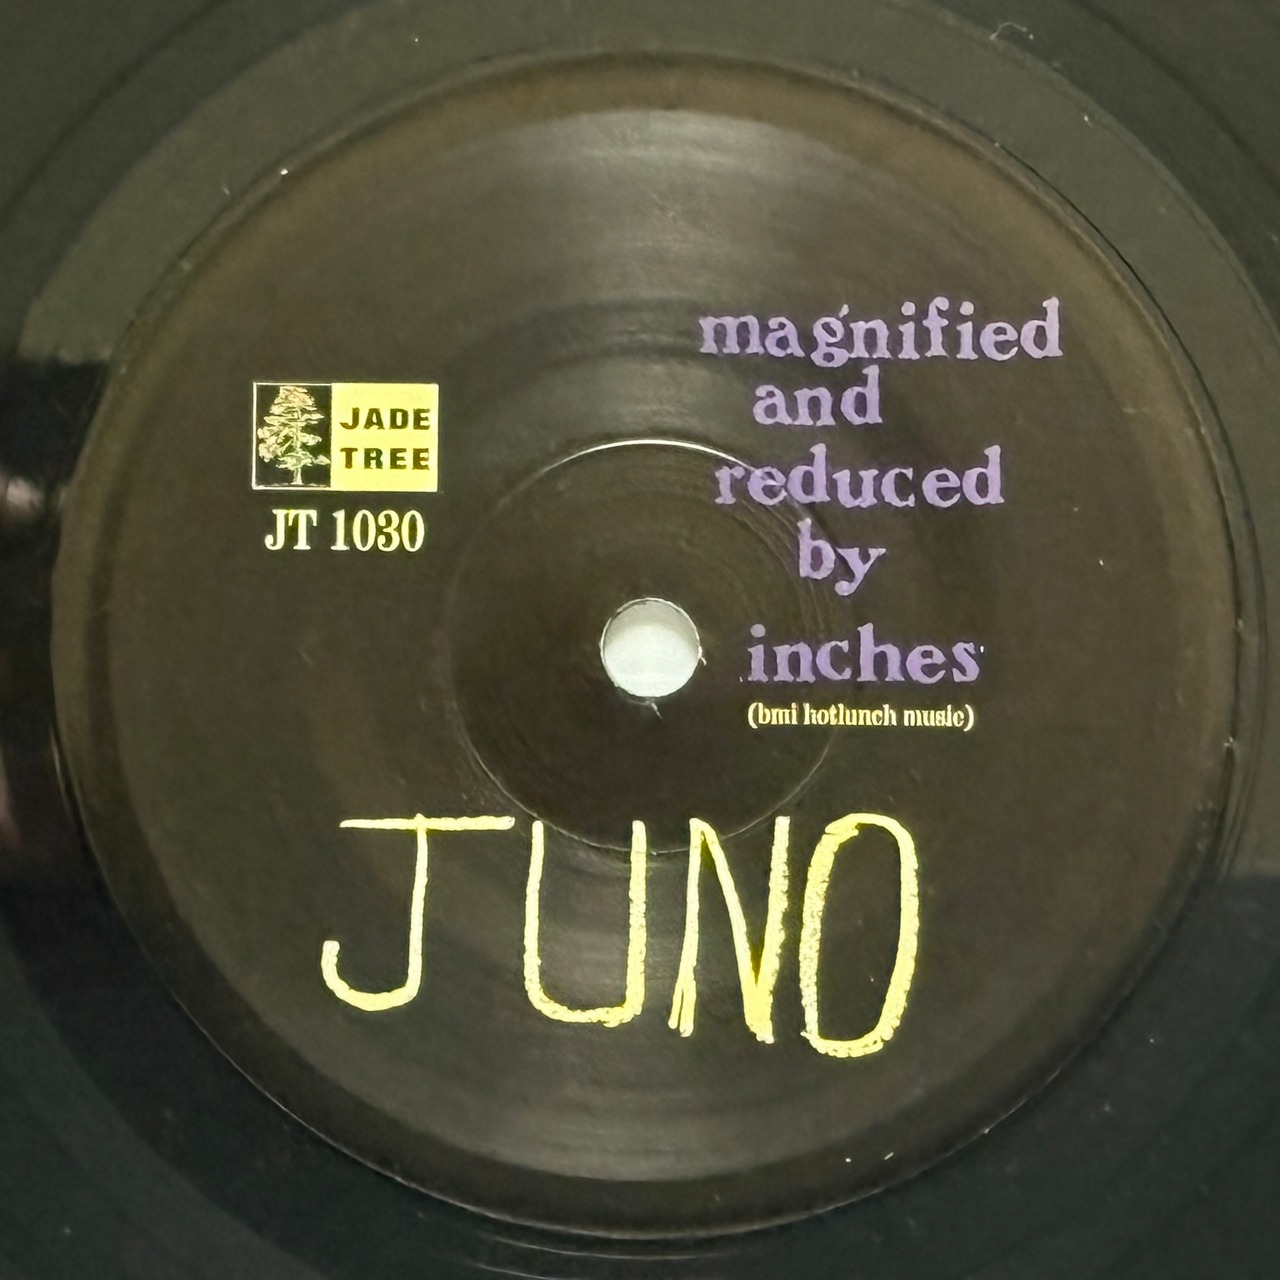 magnified
and
reduced
by
inches
(bmi hotlunch music)
JADE
TREE
JT 1030
JUNO